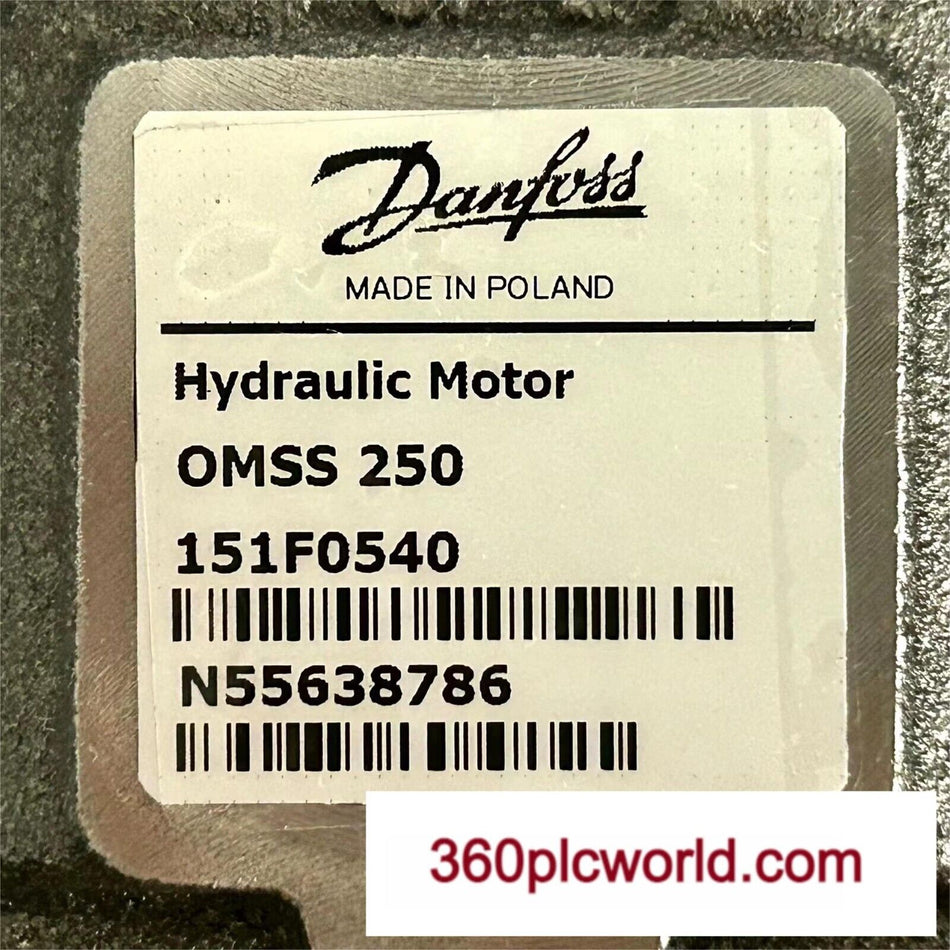 Danfoss
MADE IN POLAND
Hydraulic Motor
OMSS 250
151F0540
N55638786
360plcworld.com